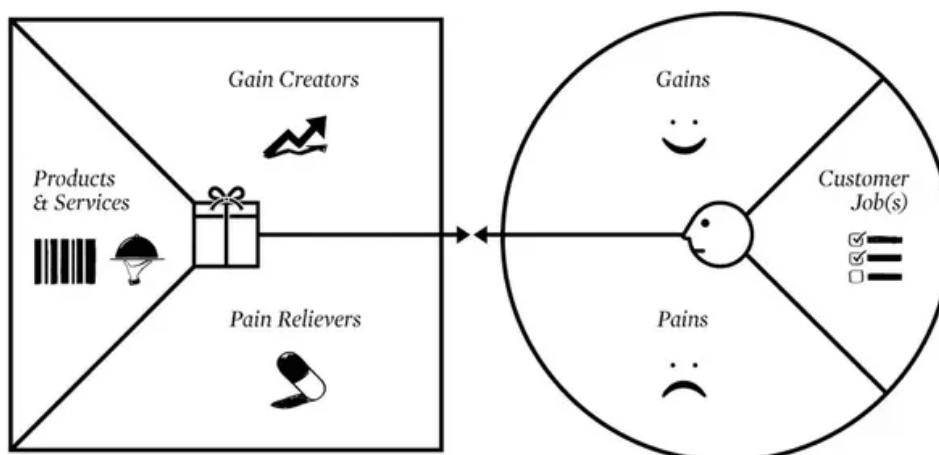 Gain Creators
Gains
Products
& Services
Customer
Job(s)
Pain Relievers
Pains